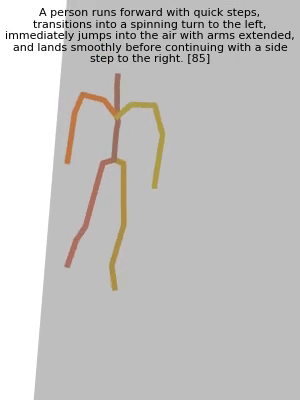 A person runs forward with quick steps,
transitions into a spinning turn to the left,
immediately jumps into the air with arms extended,
and lands smoothly before continuing with a side
step to the right. [85]